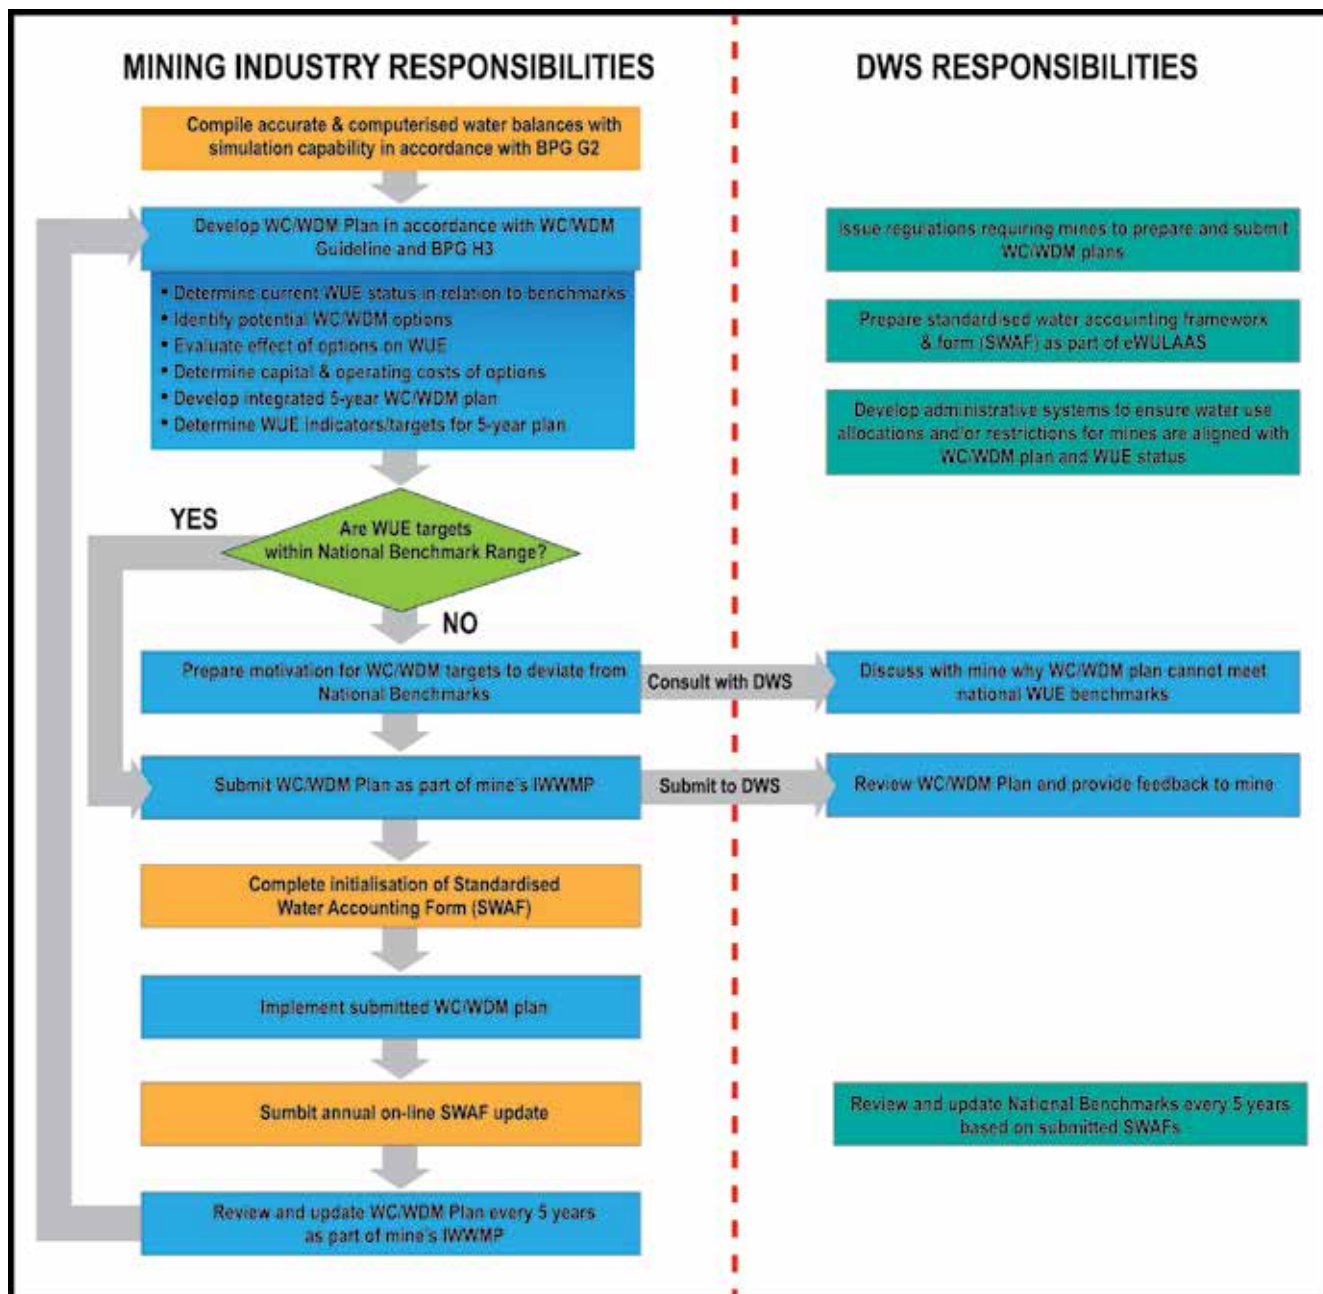 MINING INDUSTRY RESPONSIBILITIES
Compile accurate & computerised water balances with
simulation capability in accordance with BPG G2
Develop WC/WDM Plan in accordance with WC/WDM
Guideline and BPG H3
• Determine current WUE status in relation to benchmarks
• Identify potential WC/WDM options
• Evaluate effect of options on WUE
• Determine capital & operating costs of options
• Develop integrated 5-year WC/WDM plan
• Determine WUE indicators/targets for 5-year plan
YES
Are WUE targets
within National Benchmark Range?
NO
Prepare motivation for WC/WDM targets to deviate from
National Benchmarks
Consult with DWS
Submit WC/WDM Plan as part of mine's IWWMP
Submit to DWS
Complete initialisation of Standardised
Water Accounting Form (SWAF)
Implement submitted WC/WDM plan
Sumbit annual on-line SWAF update
Review and update WC/WDM Plan every 5 years
as part of mine's IWWMP
DWS RESPONSIBILITIES
Issue regulations requiring mines to prepare and submit
WC/WDM plans
Prepare standardised water accounting framework
& form (SWAF) as part of eWULAAS
Develop administrative systems to ensure water use
allocations and/or restrictions for mines are aligned with
WC/WDM plan and WUE status
Discuss with mine why WC/WDM plan cannot meet
national WUE benchmarks
Review WC/WDM Plan and provide feedback to mine
Review and update National Benchmarks every 5 years
based on submitted SWAFs